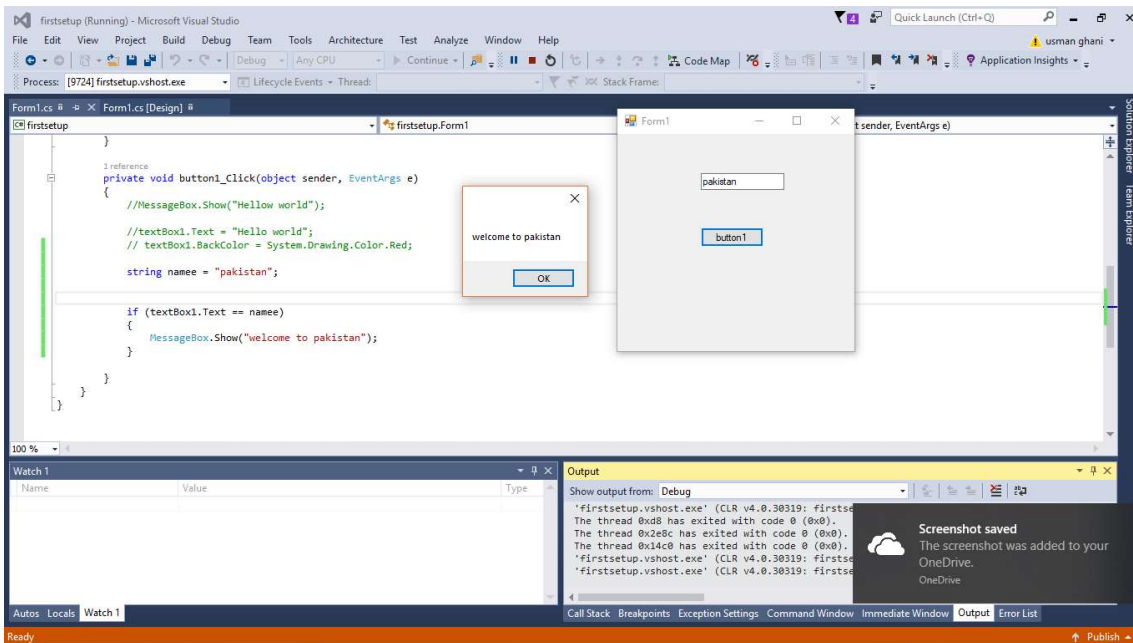 firstsetup (Running) - Microsoft Visual Studio
4
Quick Launch (Ctrl+Q)
File Edit View Project Build Debug Team Tools Architecture Test Analyze Window Help
usman ghani
Debug Any CPU Continue Code Map Application Insights
Process: [9724] firstsetup.vshost.exe Lifecycle Events Thread: Stack Frame:
Form1.cs Form1.cs [Design]
firstsetup firstsetup.Form1 t sender, EventArgs e)
}
1 reference
private void button1_Click(object sender, EventArgs e)
{
//MessageBox.Show("Hellow world");
//textBox1.Text = "Hello world";
// textBox1.BackColor = System.Drawing.Color.Red;
string namee = "pakistan";
if (textBox1.Text == namee)
{
MessageBox.Show("welcome to pakistan");
}
}
}
}
welcome to pakistan
OK
Form1
pakistan
button1
Solution Explorer
Team Explorer
100 %
Watch 1
Name Value Type
Output
Show output from: Debug
'firstsetup.vshost.exe' (CLR v4.0.30319: firstse
The thread 0xd8 has exited with code 0 (0x0).
The thread 0x2e8c has exited with code 0 (0x0).
The thread 0x14c0 has exited with code 0 (0x0).
'firstsetup.vshost.exe' (CLR v4.0.30319: firstse
'firstsetup.vshost.exe' (CLR v4.0.30319: firstse
Screenshot saved
The screenshot was added to your
OneDrive.
OneDrive
Autos Locals Watch 1
Call Stack Breakpoints Exception Settings Command Window Immediate Window Output Error List
Ready
Publish